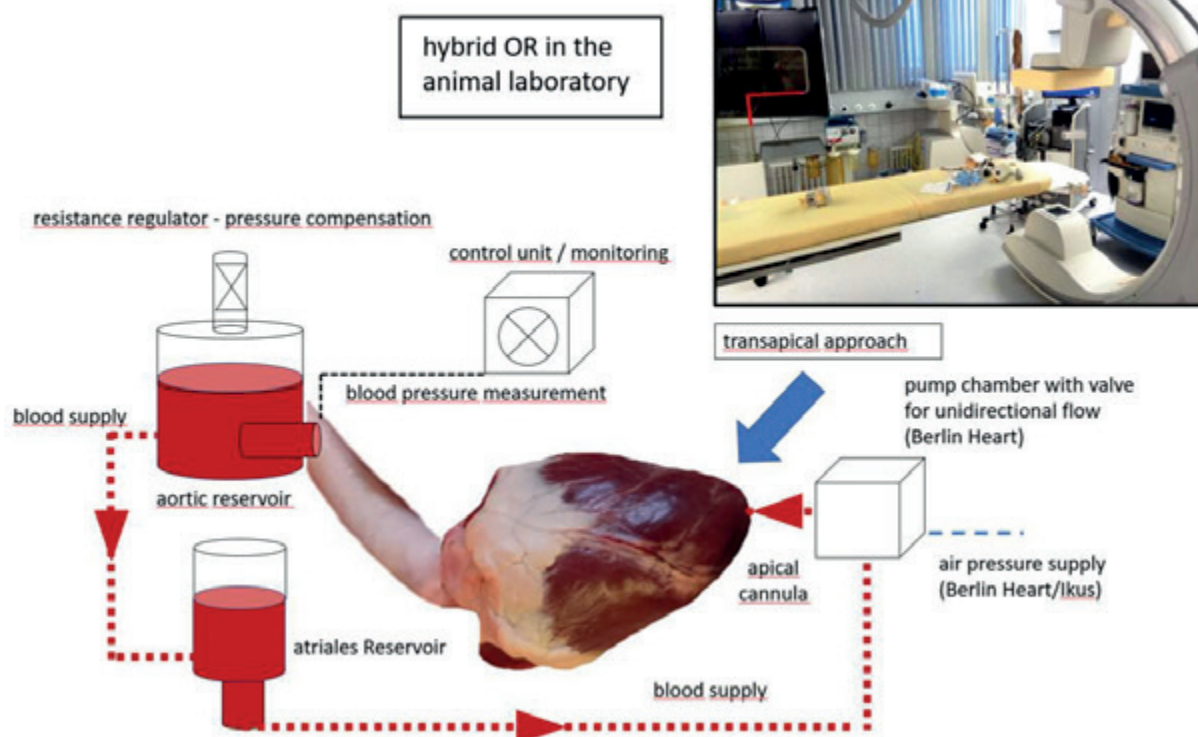 hybrid OR in the
animal laboratory
resistance regulator - pressure compensation
control unit / monitoring
blood pressure measurement
transapical approach
blood supply
pump chamber with valve
for unidirectional flow
(Berlin Heart)
aortic reservoir
apical
cannula
air pressure supply
(Berlin Heart/Ikus)
atriales Reservoir
blood supply